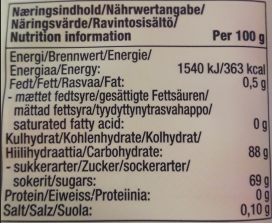 Næringsindhold/Nährwertangabe/
Näringsvärde/Ravintosisältö/
Nutrition information Per 100 g
Energi/Brennwert/Energie/
Energiaa/Energy: 1540 kJ/363 kcal
Fedt/Fett/Rasvaa/Fat: 0,5 g
- mættet fedtsyre/gesättigte Fettsäuren/
mättad fettsyra/tyydyttynytrasvahappo/
saturated fatty acid: 0 g
Kulhydrat/Kohlenhydrate/Kolhydrat/
Hiilihydraattia/Carbohydrate: 88 g
- sukkerarter/Zucker/sockerarter/
sokerit/sugars: 69 g
Protein/Eiweiss/Proteiinia: 0 g
Salt/Salz/Suola: 0,10 g